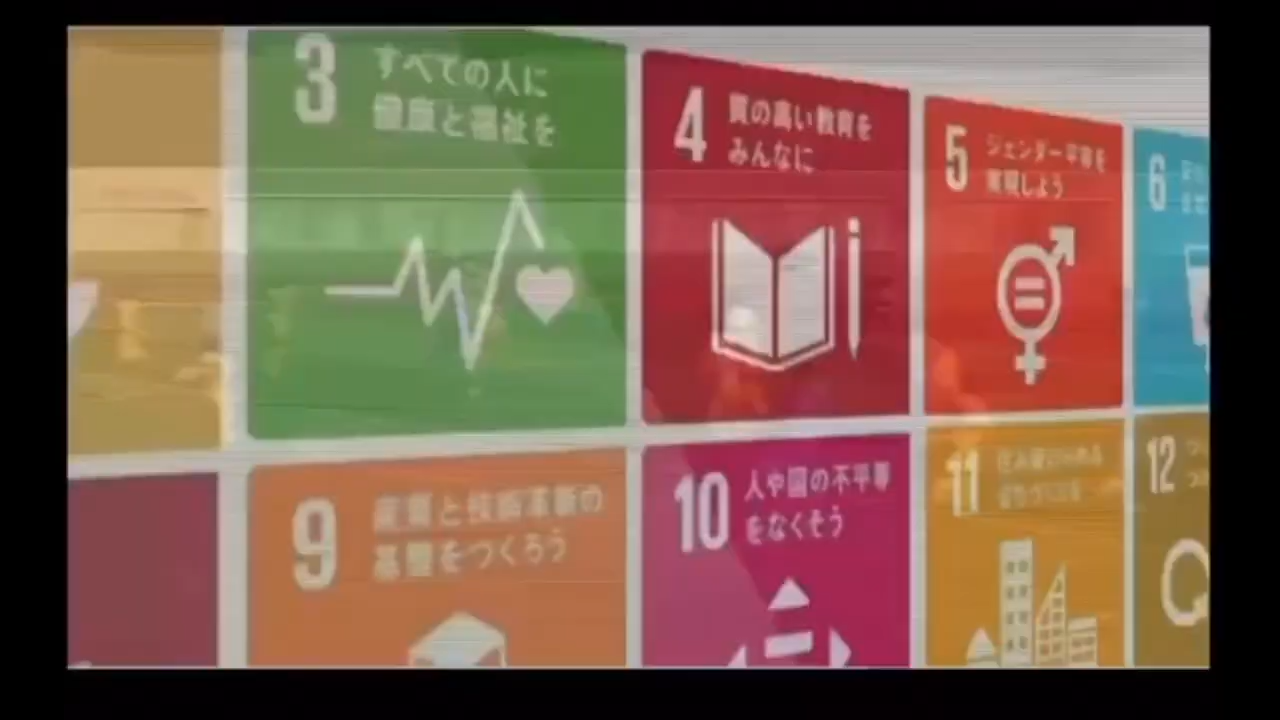 3
すべての人に
健康と福祉を
4
質の高い教育を
みんなに
5
ジェンダー平等を
実現しよう
6
9
産業と技術革新の
基盤をつくろう
10
人や国の不平等
をなくそう
11
12